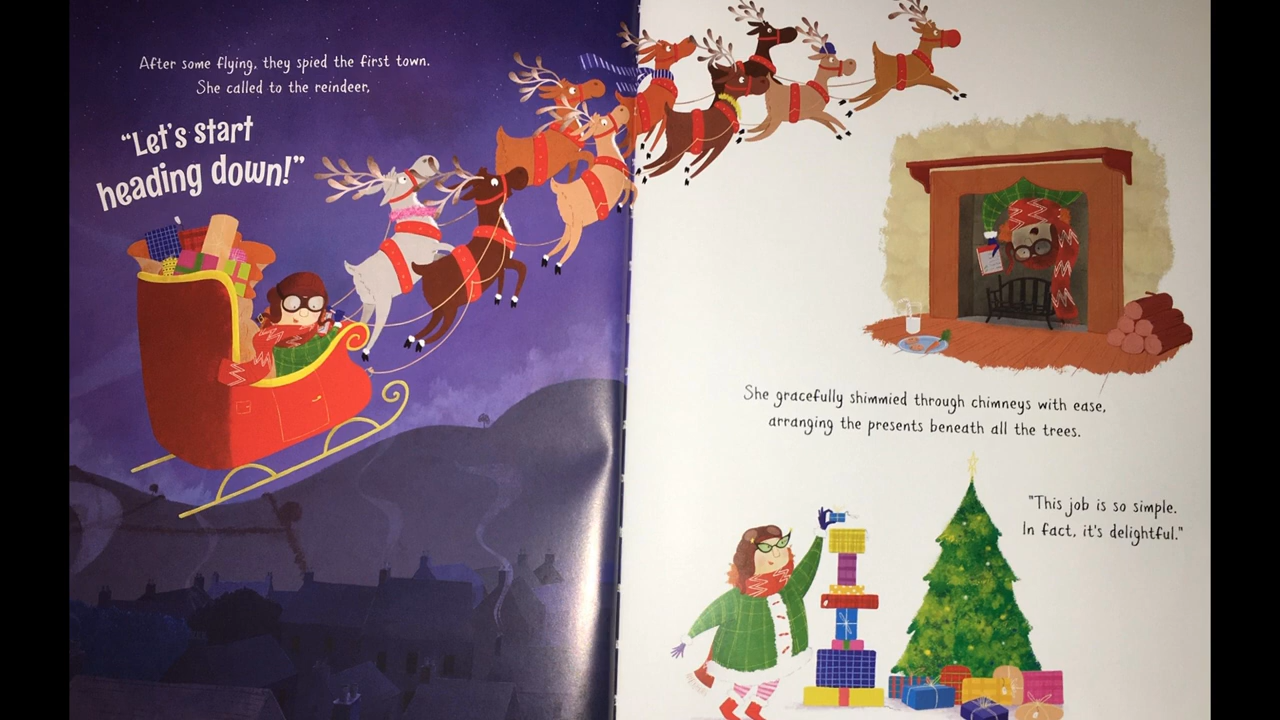 After some flying, they spied the first town.
She called to the reindeer,
“Let's start
heading down!”
She gracefully shimmied through chimneys with ease,
arranging the presents beneath all the trees.
"This job is so simple.
In fact, it's delightful."